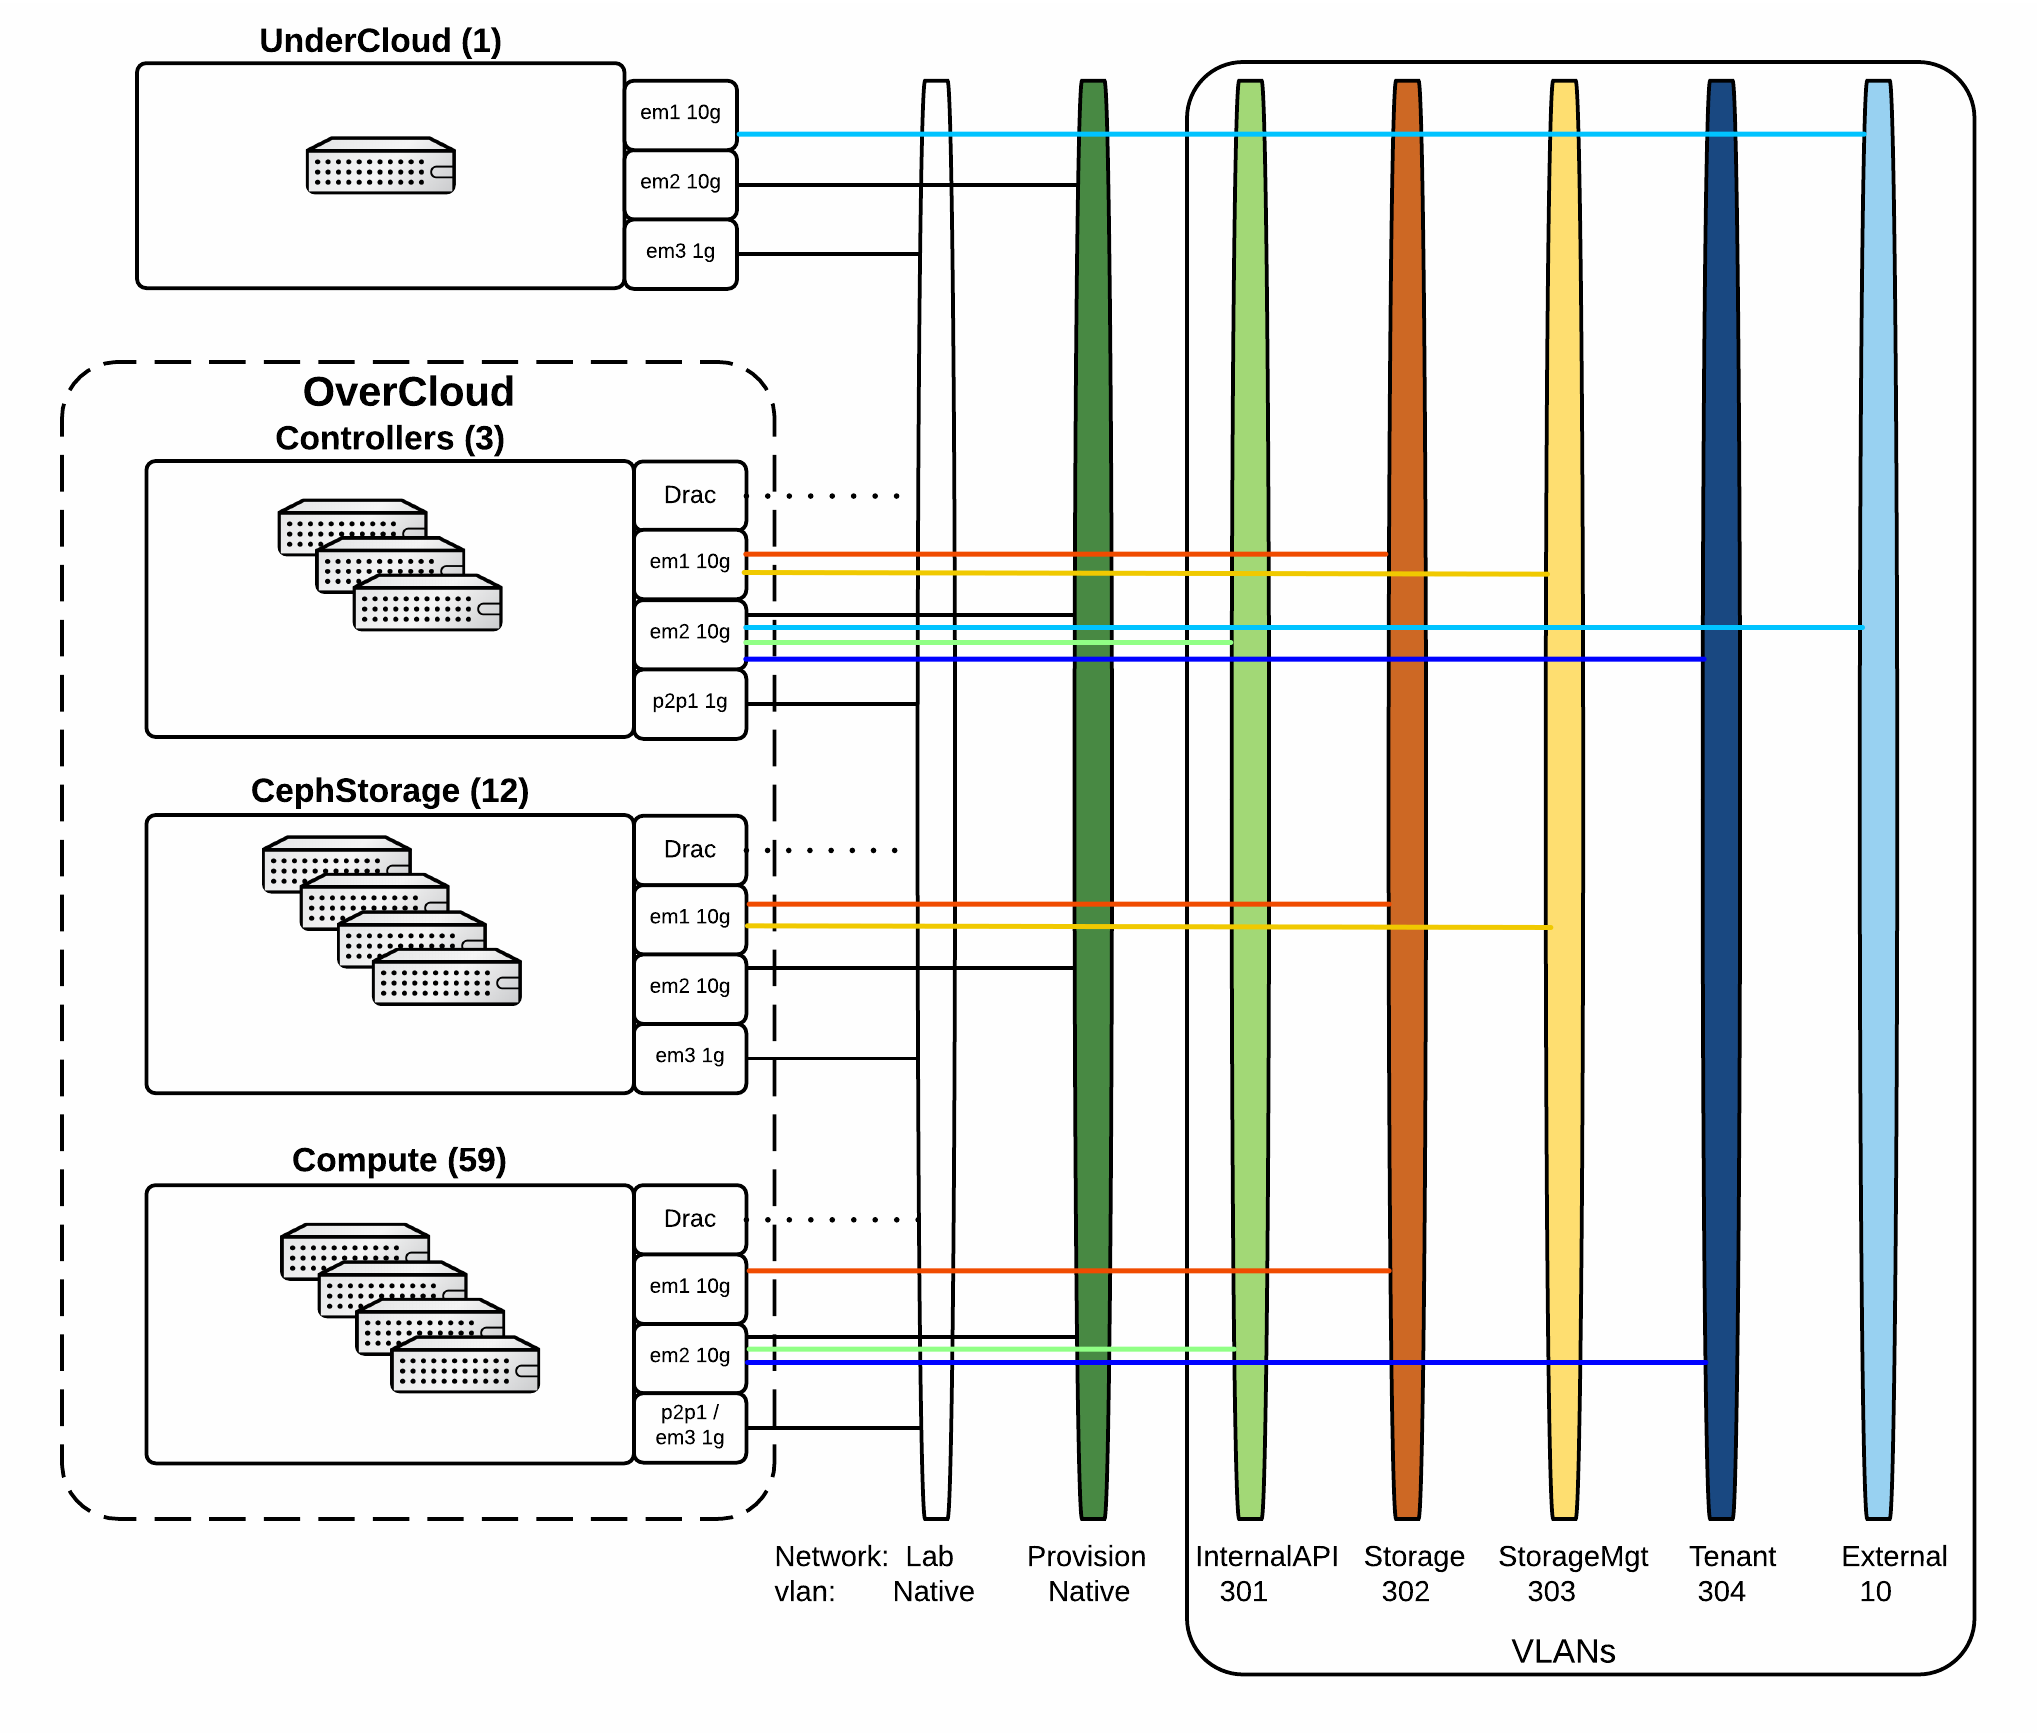 UnderCloud (1)
em1 10g
em2 10g
em3 1g
OverCloud
Controllers (3)
Drac
em1 10g
em2 10g
p2p1 1g
CephStorage (12)
Drac
em1 10g
em2 10g
em3 1g
Compute (59)
Drac
em1 10g
em2 10g
p2p1 /
em3 1g
Network: Lab Provision InternalAPI Storage StorageMgt Tenant External
vlan: Native Native 301 302 303 304 10
VLANs